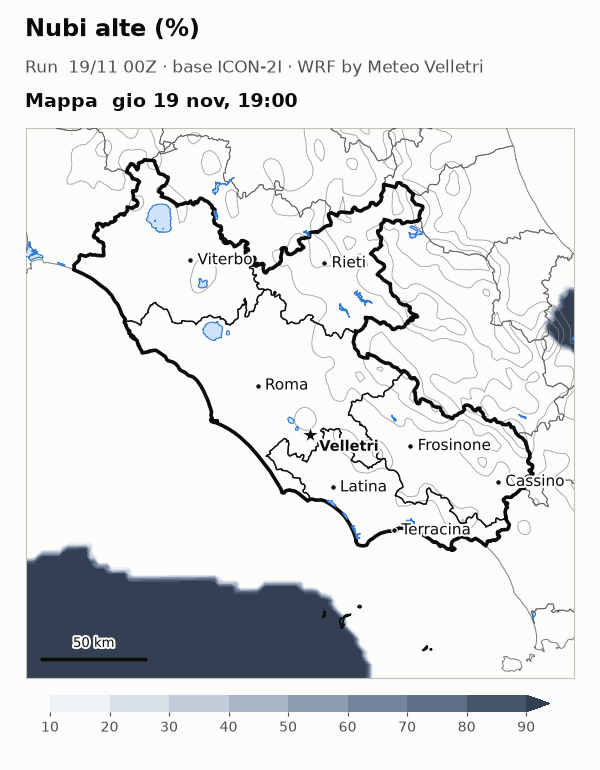 Nubi alte (%)
Run 19/11 00Z · base ICON-2I · WRF by Meteo Velletri
Mappa gio 19 nov, 19:00
Viterbo
Rieti
Roma
Velletri
Frosinone
Cassino
Latina
Terracina
50 km
10 20 30 40 50 60 70 80 90